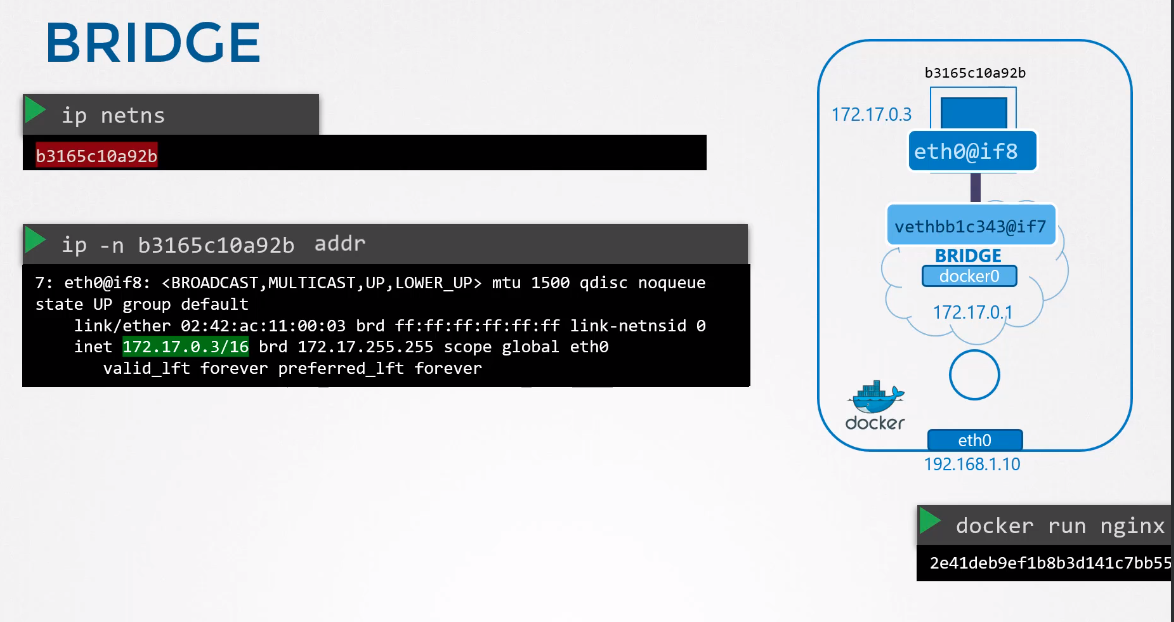 BRIDGE
ip netns
b3165c10a92b
ip -n b3165c10a92b addr
7: eth0@if8: <BROADCAST,MULTICAST,UP,LOWER_UP> mtu 1500 qdisc noqueue
state UP group default
link/ether 02:42:ac:11:00:03 brd ff:ff:ff:ff:ff:ff link-netnsid 0
inet 172.17.0.3/16 brd 172.17.255.255 scope global eth0
valid_lft forever preferred_lft forever
b3165c10a92b
172.17.0.3
eth0@if8
vethbb1c343@if7
BRIDGE
docker0
172.17.0.1
docker
eth0
192.168.1.10
docker run nginx
2e41deb9ef1b8b3d141c7bb55